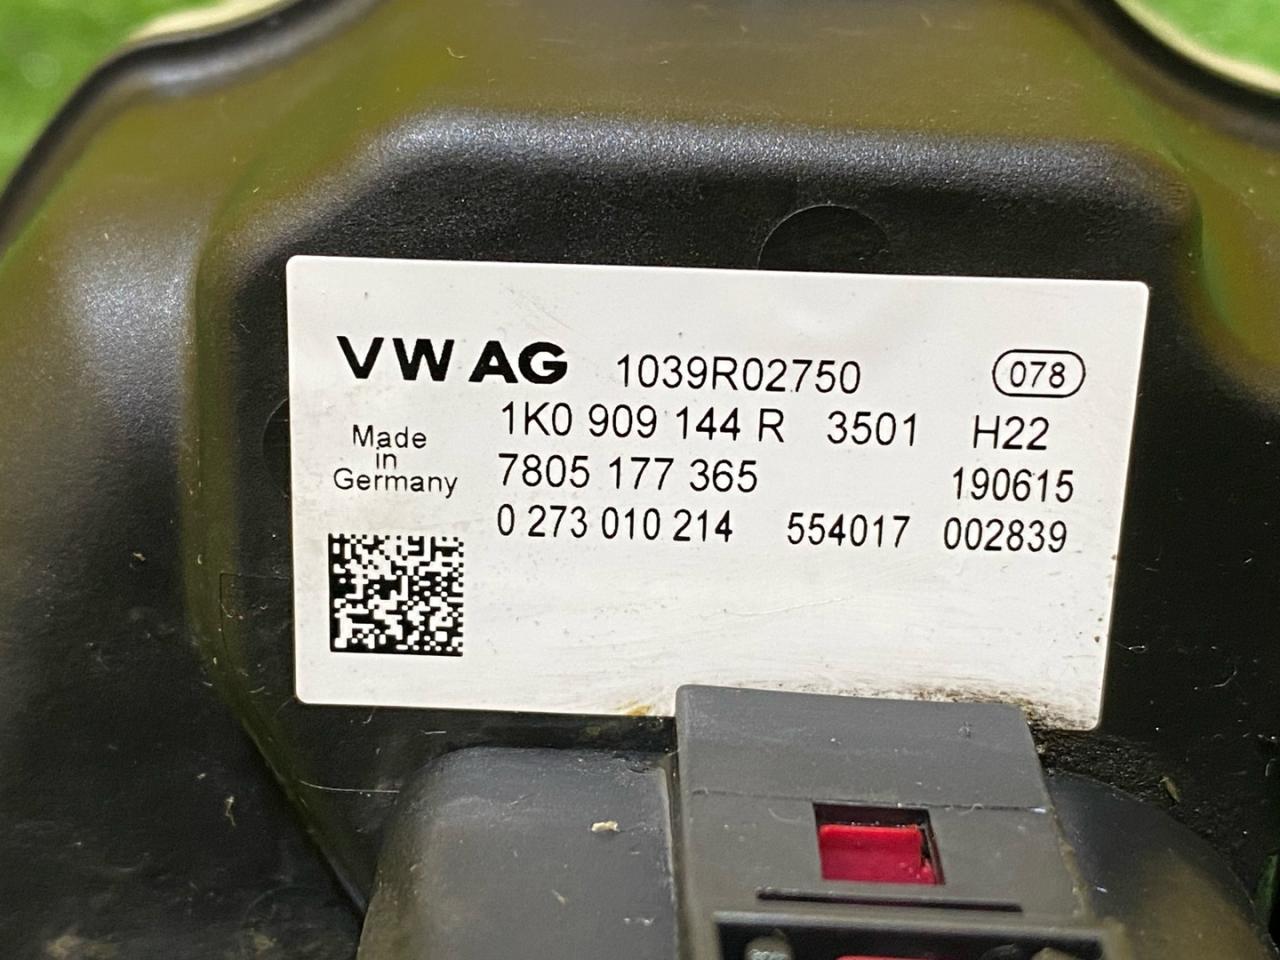 VW AG 1039R02750 078
1K0 909 144 R 3501 H22
Made
in
Germany
7805 177 365 190615
0 273 010 214 554017 002839